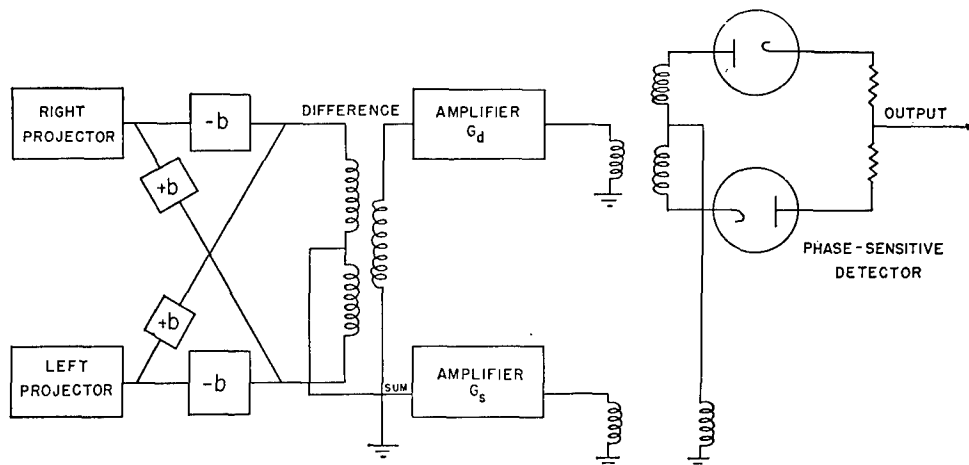 RIGHT
PROJECTOR
-b
+b
DIFFERENCE
AMPLIFIER
Gd
OUTPUT
PHASE-SENSITIVE
DETECTOR
+b
LEFT
PROJECTOR
-b
SUM
AMPLIFIER
Gs